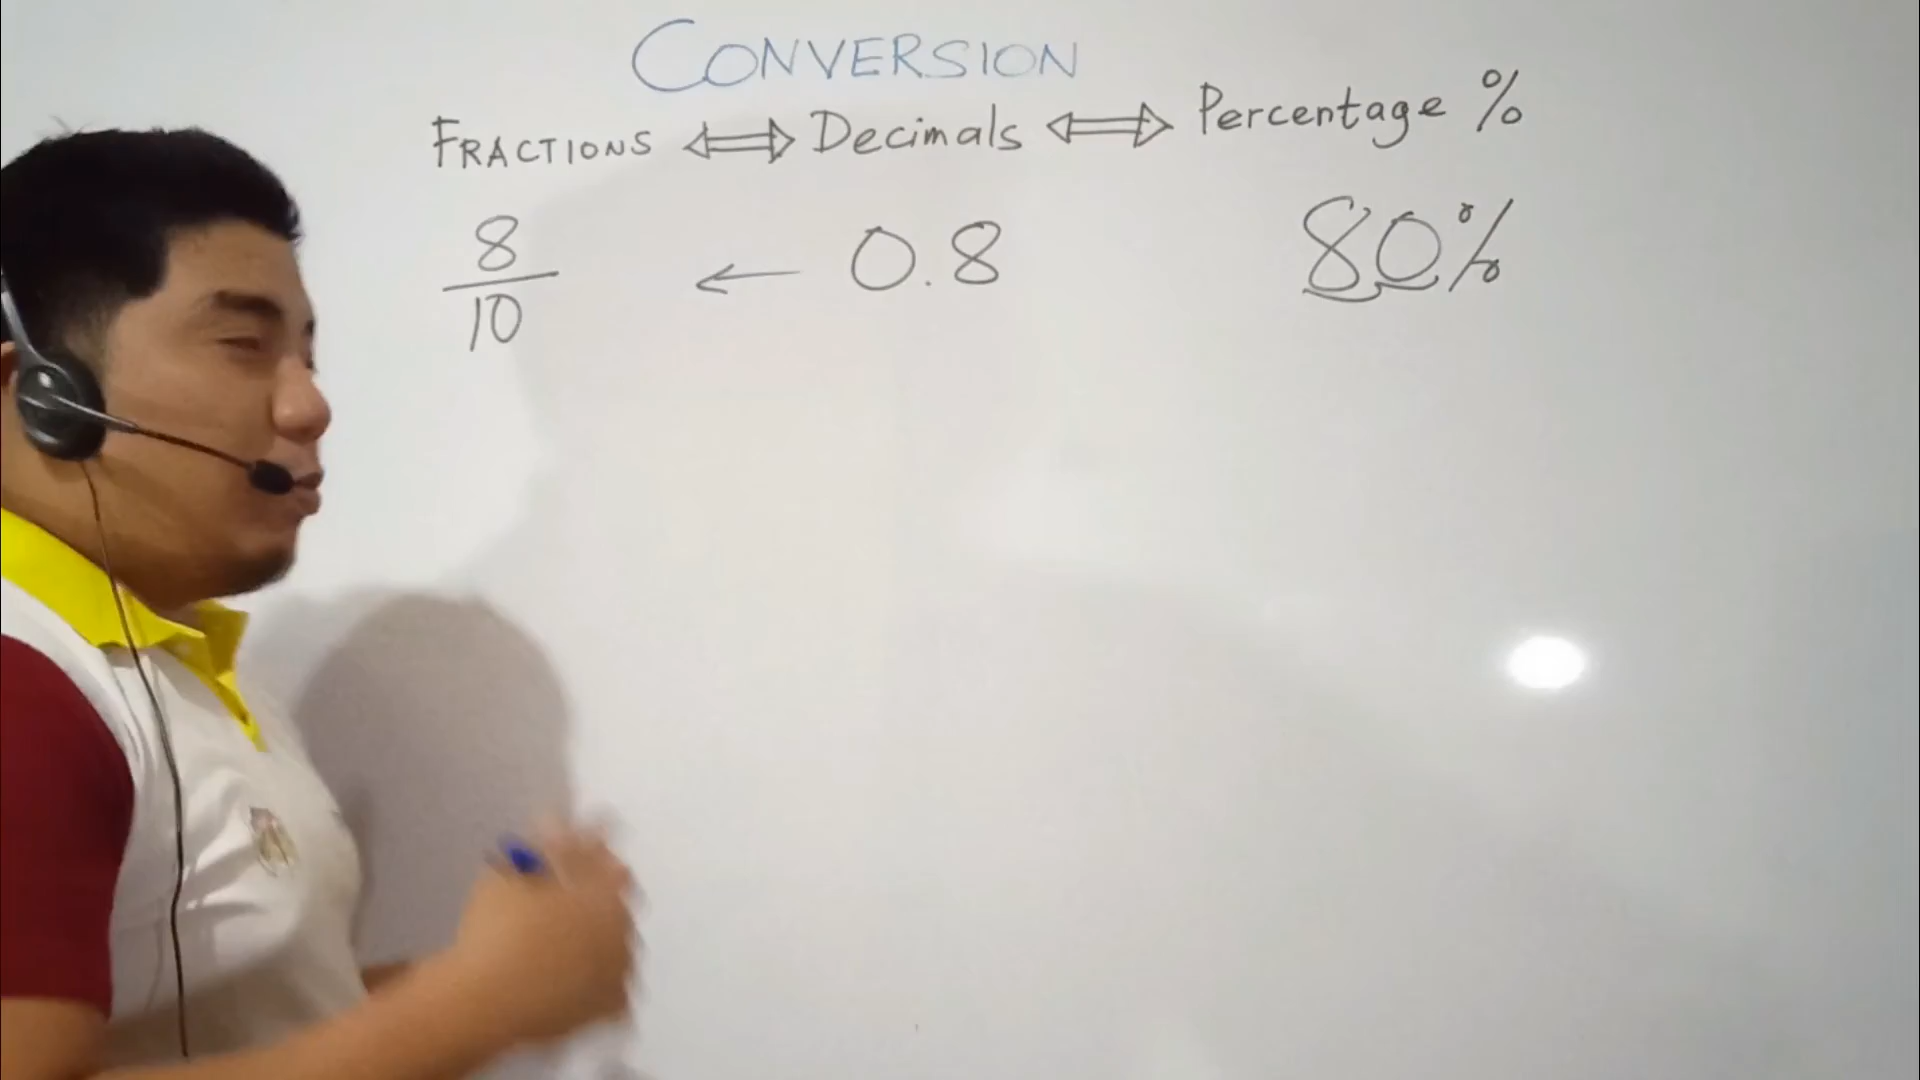 CONVERSION
FRACTIONS ⟺ Decimals ⟺ Percentage %
8/10 ← 0.8 80%